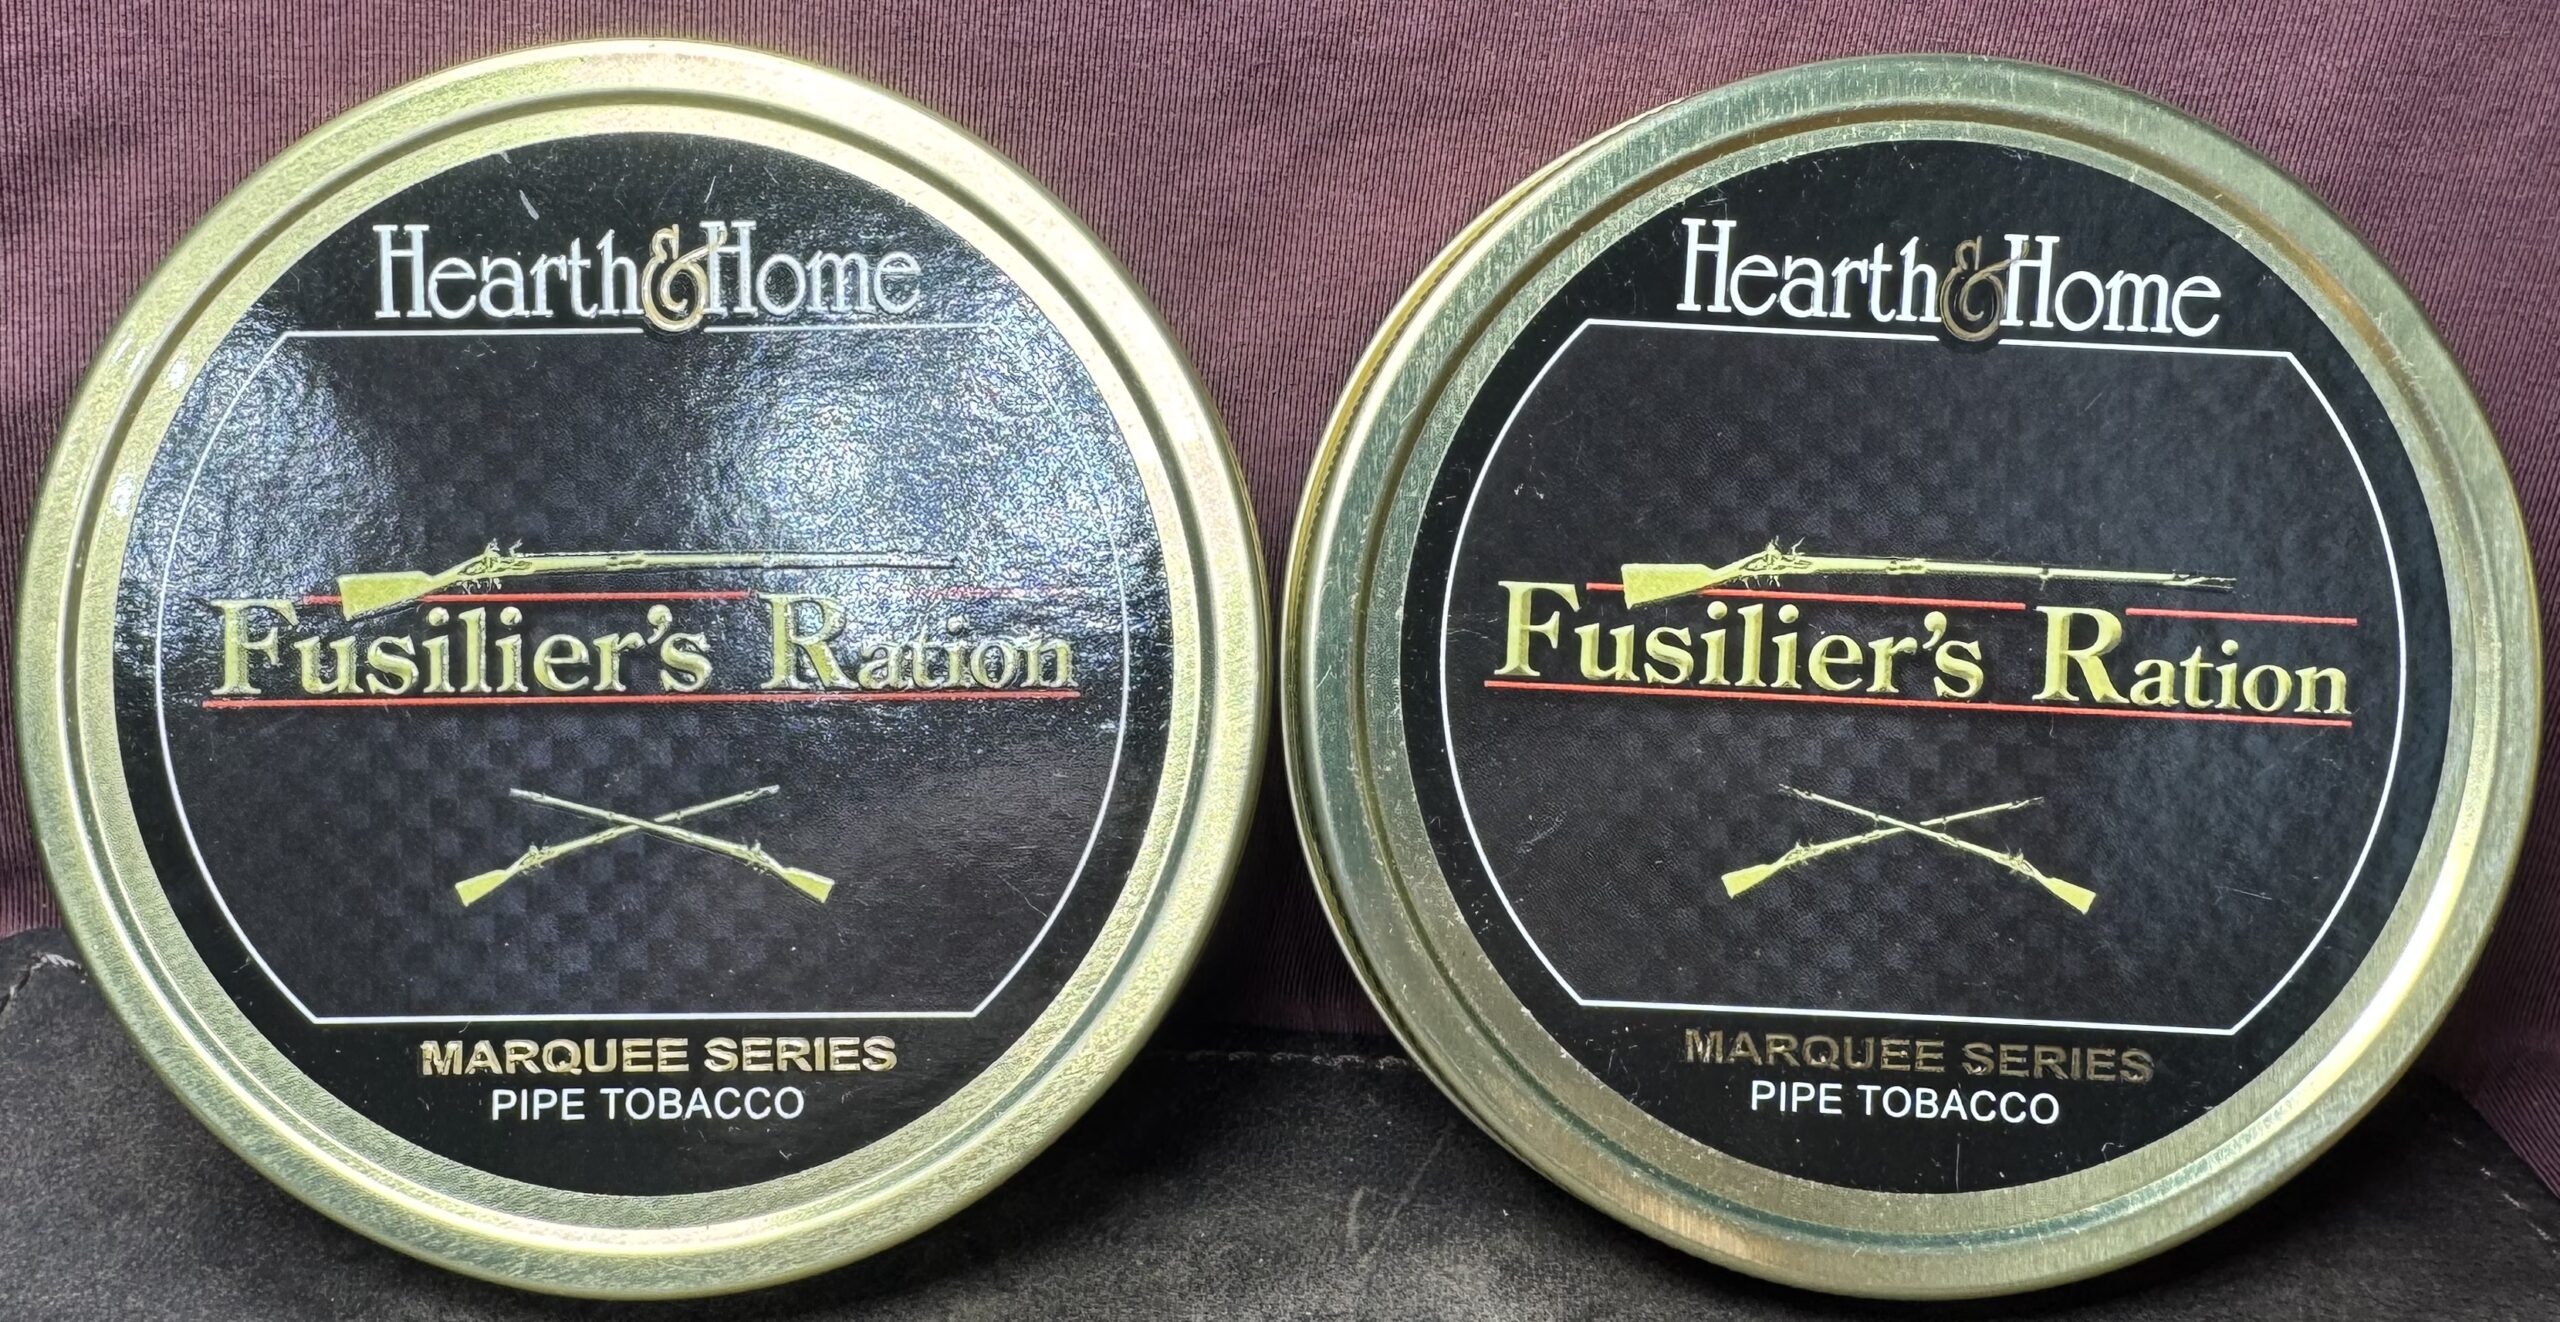 Hearth & Home
Fusilier's Ration
MARQUEE SERIES
PIPE TOBACCO
Hearth & Home
Fusilier's Ration
MARQUEE SERIES
PIPE TOBACCO